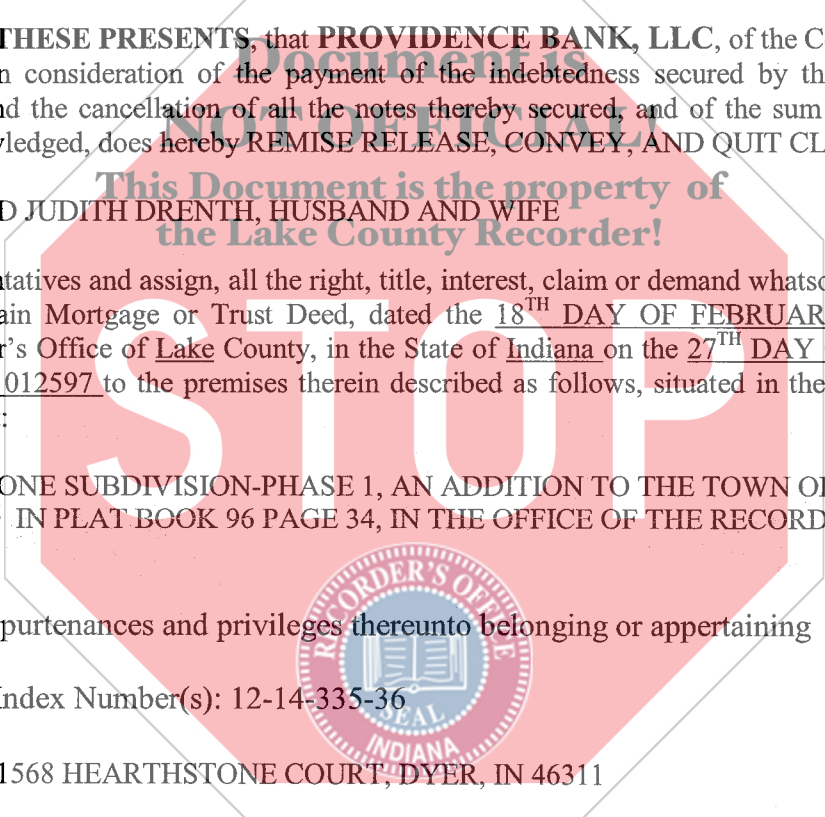 THESE PRESENTS, that PROVIDENCE BANK, LLC, of the C
n consideration of the payment of the indebtedness secured by th
nd the cancellation of all the notes thereby secured, and of the sum
vledged, does hereby REMISE RELEASE, CONVEY, AND QUIT CL
Document is
NOT OFFICIAL!
This Document is the property of
the Lake County Recorder!
D JUDITH DRENTH, HUSBAND AND WIFE
ntatives and assign, all the right, title, interest, claim or demand whatso
ain Mortgage or Trust Deed, dated the 18TH DAY OF FEBRUAR
r's Office of Lake County, in the State of Indiana on the 27TH DAY
012597 to the premises therein described as follows, situated in the
:
STOP
ONE SUBDIVISION-PHASE 1, AN ADDITION TO THE TOWN OF
IN PLAT BOOK 96 PAGE 34, IN THE OFFICE OF THE RECORD
purtenances and privileges thereunto belonging or appertaining
Index Number(s): 12-14-335-36
1568 HEARTHSTONE COURT, DYER, IN 46311
RECORDER'S OFFICE
SEAL
INDIANA